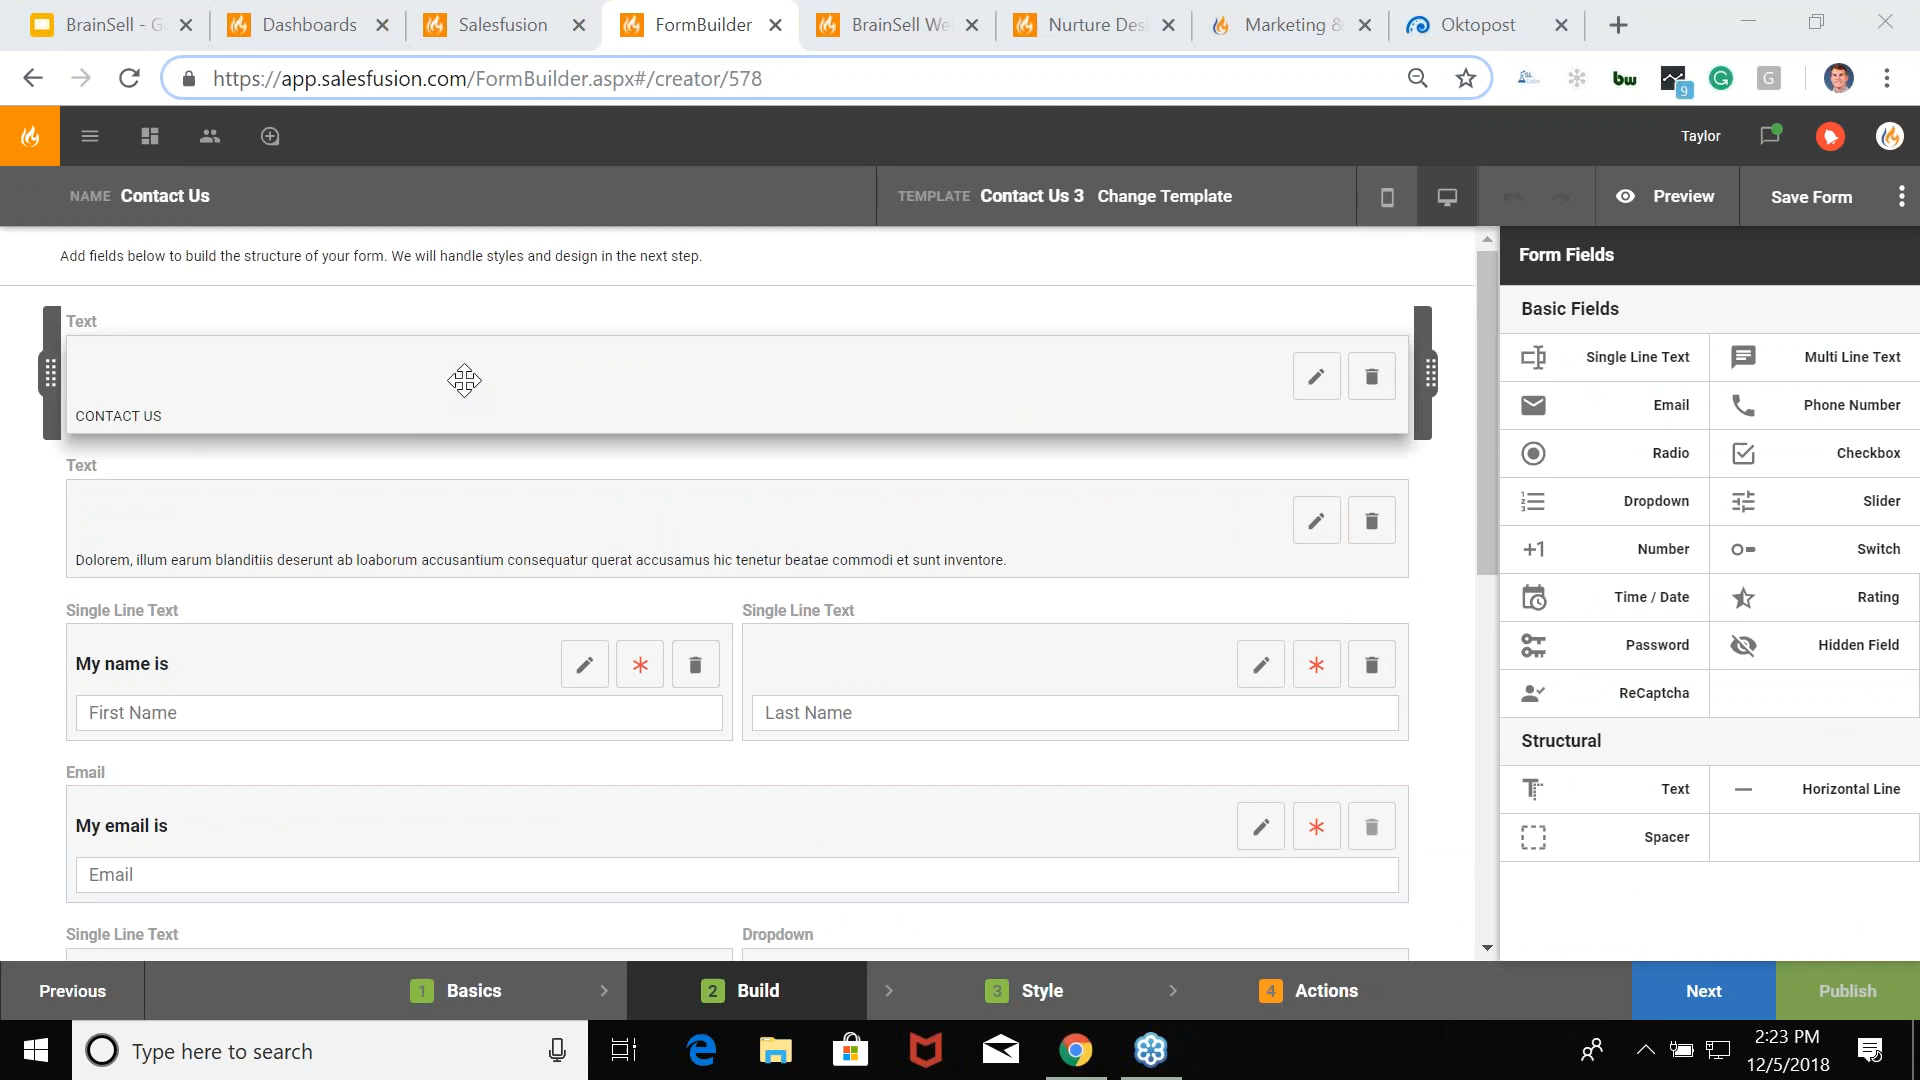 BrainSell - G
Dashboards
Salesfusion
FormBuilder
BrainSell We
Nurture Des
Marketing &
Oktopost
https://app.salesfusion.com/FormBuilder.aspx#/creator/578
bw
9
G
G
Taylor
NAME Contact Us
TEMPLATE Contact Us 3 Change Template
Preview
Save Form
Add fields below to build the structure of your form. We will handle styles and design in the next step.
Form Fields
Basic Fields
Single Line Text
Multi Line Text
Email
Phone Number
Radio
Checkbox
Dropdown
Slider
+1 Number
Switch
Time / Date
Rating
Password
Hidden Field
ReCaptcha
Structural
Text
Horizontal Line
Spacer
Text
CONTACT US
Text
Dolorem, illum earum blanditiis deserunt ab loaborum accusantium consequatur querat accusamus hic tenetur beatae commodi et sunt inventore.
Single Line Text
Single Line Text
My name is
First Name
Last Name
Email
My email is
Email
Single Line Text
Dropdown
Previous
1 Basics
2 Build
3 Style
4 Actions
Next
Publish
Type here to search
2:23 PM
12/5/2018